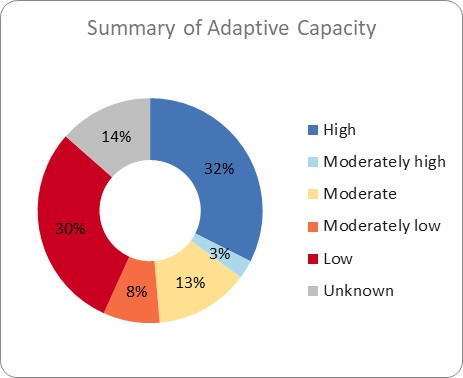 Summary of Adaptive Capacity
14%
32%
High
Moderately high
Moderate
30%
3%
Moderately low
13%
8%
Low
Unknown